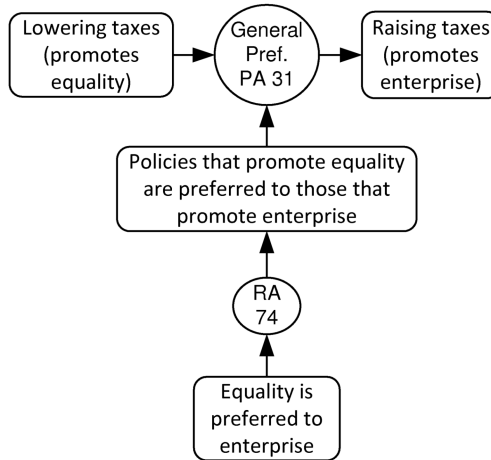 Lowering taxes
(promotes
equality)
General
Pref.
PA 31
Raising taxes
(promotes
enterprise)
Policies that promote equality
are preferred to those that
promote enterprise
RA
74
Equality is
preferred to
enterprise